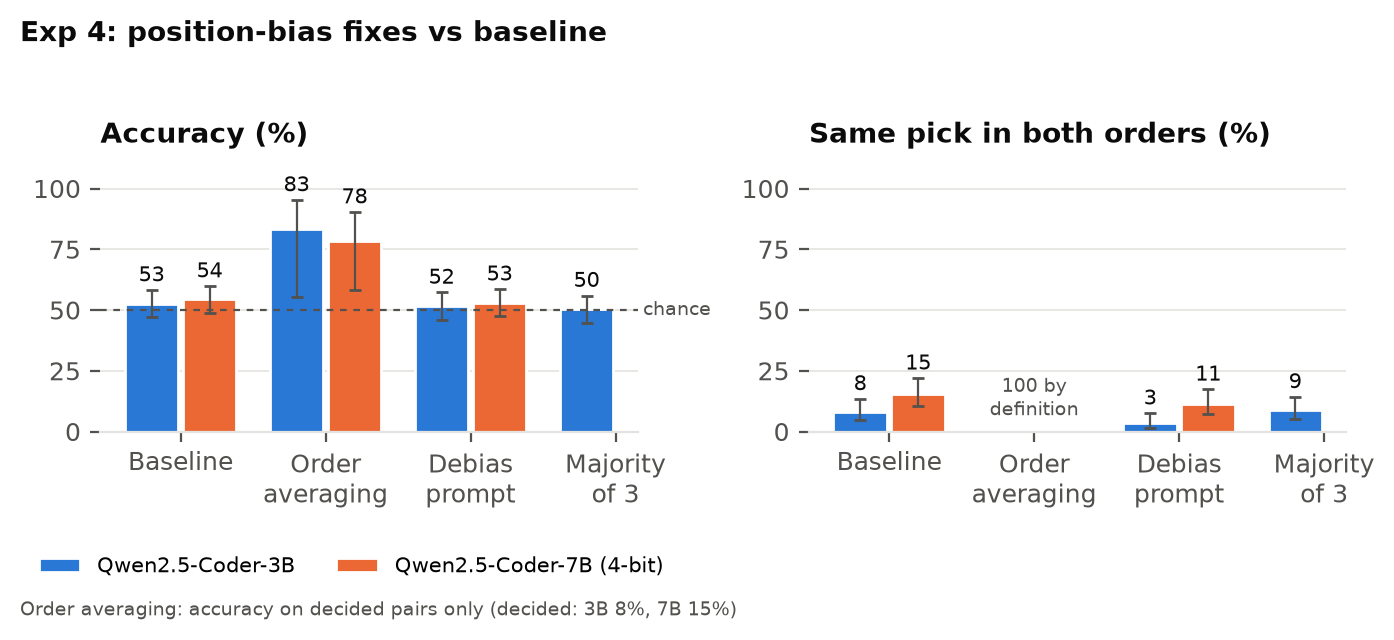 Exp 4: position-bias fixes vs baseline
Accuracy (%)
100
75
50
25
0
53
54
83
78
52
53
50
chance
Baseline
Order
averaging
Debias
prompt
Majority
of 3
Same pick in both orders (%)
100
75
50
25
0
8
15
100 by
definition
3
11
9
Baseline
Order
averaging
Debias
prompt
Majority
of 3
Qwen2.5-Coder-3B
Qwen2.5-Coder-7B (4-bit)
Order averaging: accuracy on decided pairs only (decided: 3B 8%, 7B 15%)